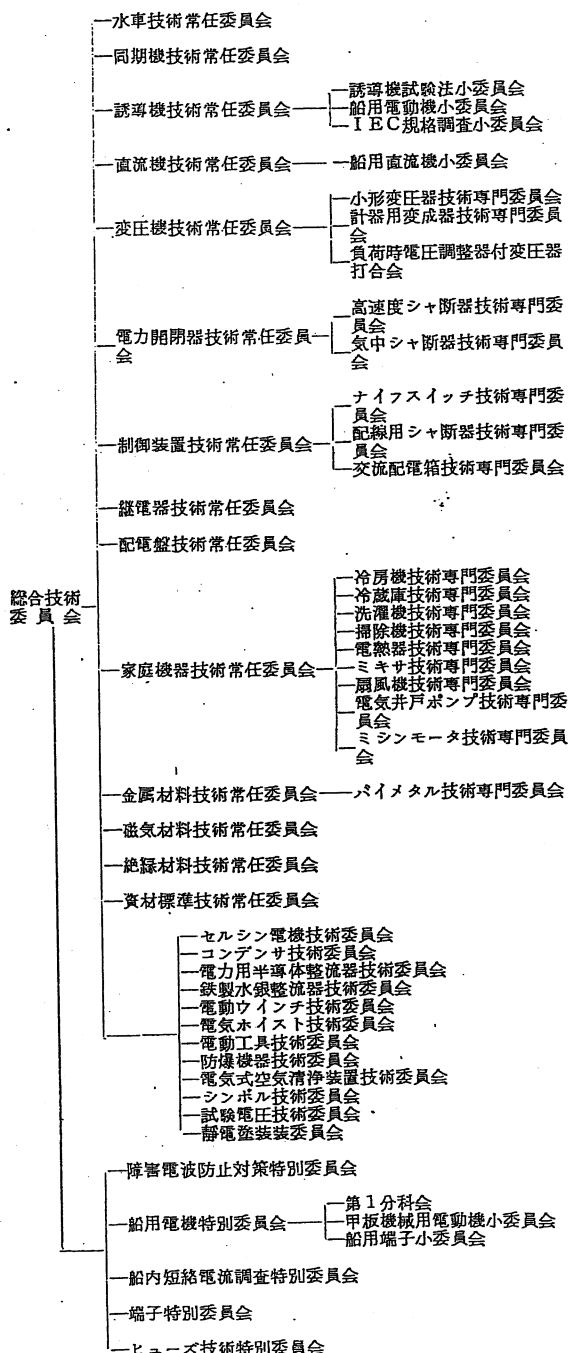 水車技術常任委員会
同期機技術常任委員会
誘導機技術常任委員会
誘導機試験法小委員会
船用電動機小委員会
IEC規格調査小委員会
直流機技術常任委員会
船用直流機小委員会
変圧機技術常任委員会
小形変圧器技術専門委員会
計器用変成器技術専門委員
会
負荷時電圧調整器付変圧器
打合会
電力開閉器技術常任委員
会
高速度シャ断器技術専門委
員会
気中シャ断器技術専門委員
会
制御装置技術常任委員会
ナイフスイッチ技術専門委
員会
配線用シャ断器技術専門委
員会
交流配電箱技術専門委員会
継電器技術常任委員会
配電盤技術常任委員会
総合技術
委員会
家庭機器技術常任委員会
冷房機技術専門委員会
冷蔵庫技術専門委員会
洗濯機技術専門委員会
掃除機技術専門委員会
電熱器技術専門委員会
ミキサ技術専門委員会
扇風機技術専門委員会
電気井戸ポンプ技術専門委
員会
ミシンモータ技術専門委員
会
金属材料技術常任委員会
バイメタル技術専門委員会
磁気材料技術常任委員会
絶縁材料技術常任委員会
資材標準技術常任委員会
セルシン電機技術委員会
コンデンサ技術委員会
電力用半導体整流器技術委員会
鉄製水銀整流器技術委員会
電動ウインチ技術委員会
電気ホイスト技術委員会
電動工具技術委員会
防爆機器技術委員会
電気式空気清浄装置技術委員会
シンボル技術委員会
試験電圧技術委員会
靜電塗装装委員会
障害電波防止対策特別委員会
船用電機特別委員会
第1分科会
甲板機械用電動機小委員会
船用端子小委員会
船内短絡電流調査特別委員会
端子特別委員会
ヒューズ技術特別委員会